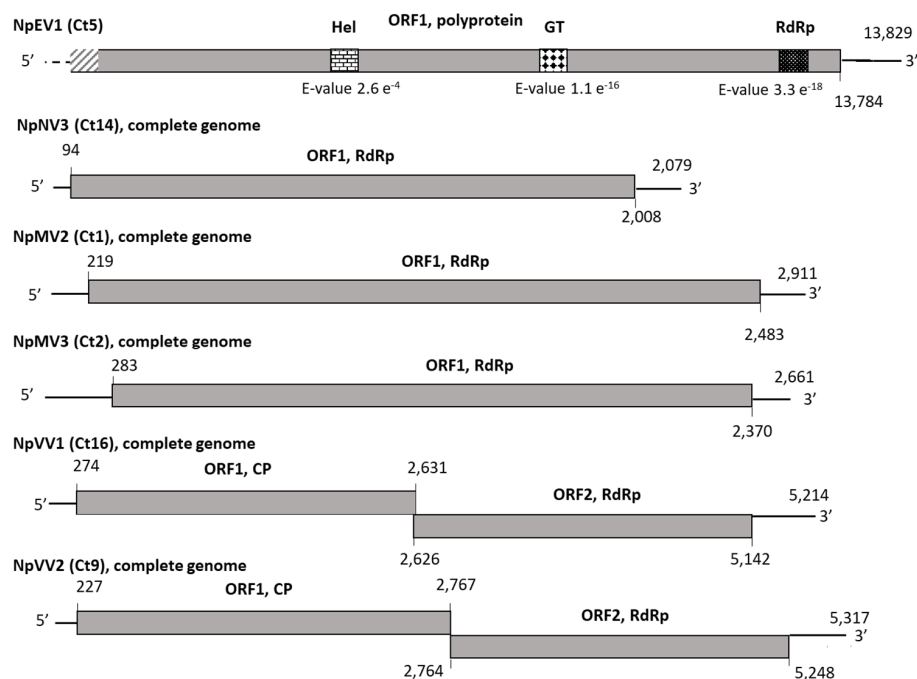 NpEV1 (Ct5)
ORF1, polyprotein
Hel
GT
RdRp
13,829
5’
3’
E-value 2.6 e-4
E-value 1.1 e-16
E-value 3.3 e-18
13,784
NpNV3 (Ct14), complete genome
94
ORF1, RdRp
2,079
5’
3’
2,008
NpMV2 (Ct1), complete genome
219
ORF1, RdRp
2,911
5’
3’
2,483
NpMV3 (Ct2), complete genome
283
ORF1, RdRp
2,661
5’
3’
2,370
NpVV1 (Ct16), complete genome
274
ORF1, CP
2,631
ORF2, RdRp
5,214
5’
3’
2,626
5,142
NpVV2 (Ct9), complete genome
227
ORF1, CP
2,767
ORF2, RdRp
5,317
5’
3’
2,764
5.248